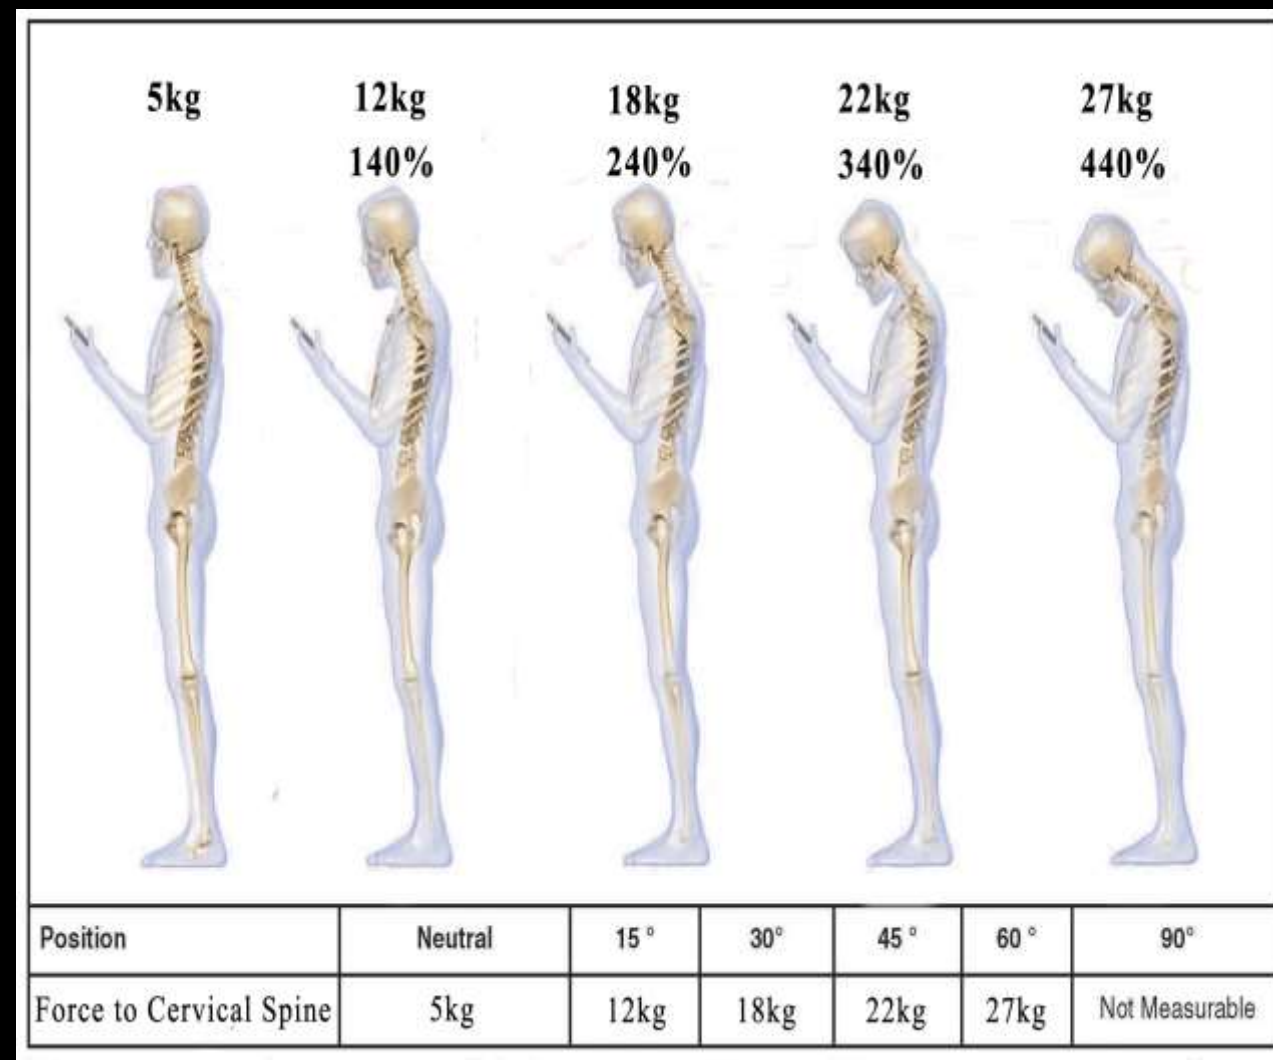 5kg 12kg 18kg 22kg 27kg
140% 240% 340% 440%
Position Neutral 15 ° 30° 45 ° 60 ° 90°
Force to Cervical Spine 5kg 12kg 18kg 22kg 27kg Not Measurable